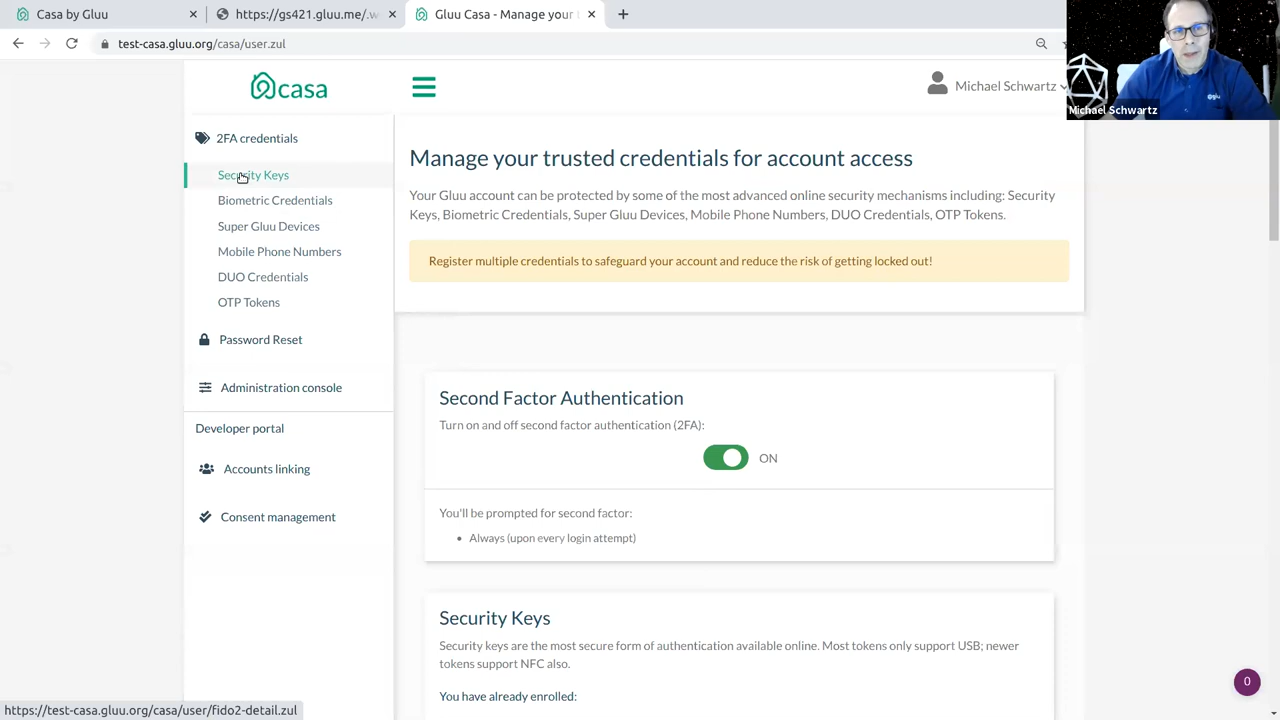 Casa by Gluu
https://gs421.gluu.me/.w
Gluu Casa - Manage your
test-casa.gluu.org/casa/user.zul
casa
Michael Schwartz
gluu
Michael Schwartz
2FA credentials
Security Keys
Biometric Credentials
Super Gluu Devices
Mobile Phone Numbers
DUO Credentials
OTP Tokens
Password Reset
Administration console
Developer portal
Accounts linking
Consent management
Manage your trusted credentials for account access
Your Gluu account can be protected by some of the most advanced online security mechanisms including: Security
Keys, Biometric Credentials, Super Gluu Devices, Mobile Phone Numbers, DUO Credentials, OTP Tokens.
Register multiple credentials to safeguard your account and reduce the risk of getting locked out!
Second Factor Authentication
Turn on and off second factor authentication (2FA):
ON
You'll be prompted for second factor:
• Always (upon every login attempt)
Security Keys
Security keys are the most secure form of authentication available online. Most tokens only support USB; newer
tokens support NFC also.
You have already enrolled:
0
https://test-casa.gluu.org/casa/user/fido2-detail.zul